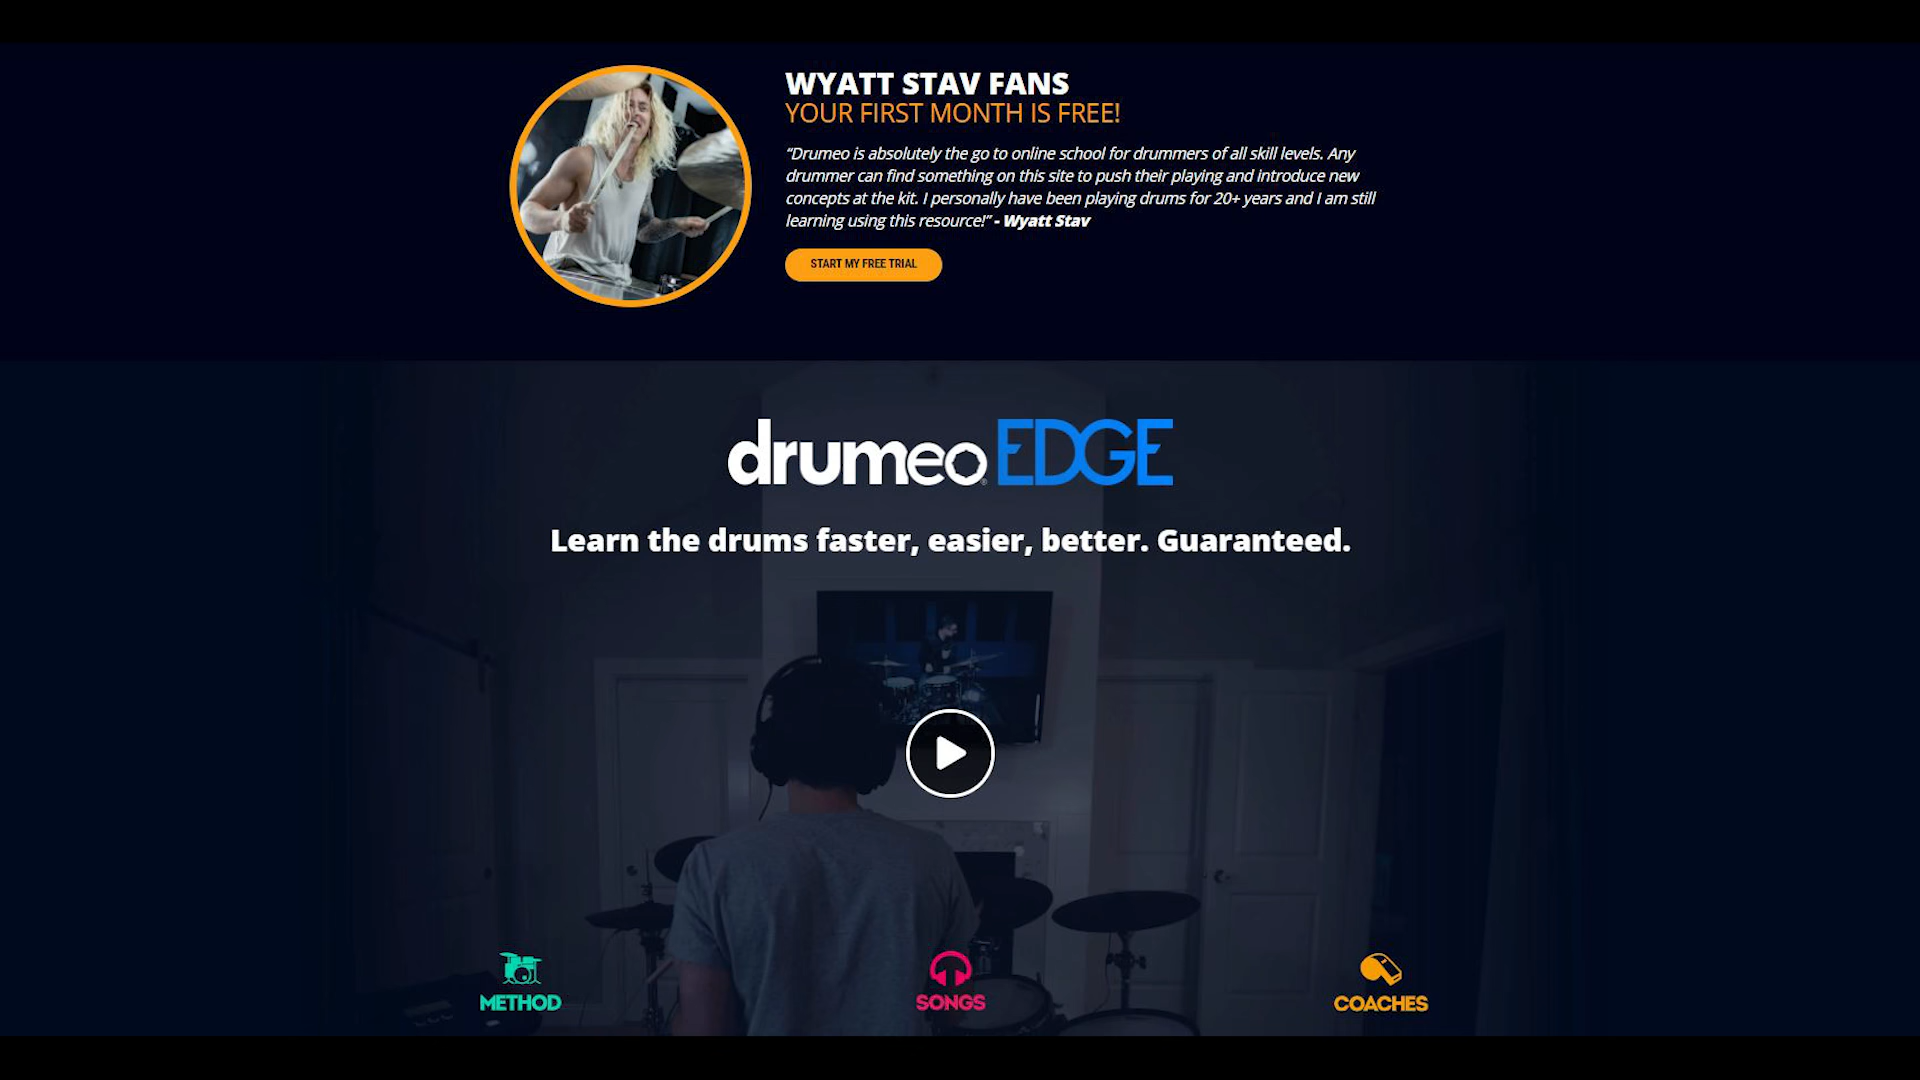 WYATT STAV FANS
YOUR FIRST MONTH IS FREE!
“Drumeo is absolutely the go to online school for drummers of all skill levels. Any
drummer can find something on this site to push their playing and introduce new
concepts at the kit. I personally have been playing drums for 20+ years and I am still
learning using this resource!” - Wyatt Stav
START MY FREE TRIAL
drumeo® EDGE
Learn the drums faster, easier, better. Guaranteed.
METHOD
SONGS
COACHES